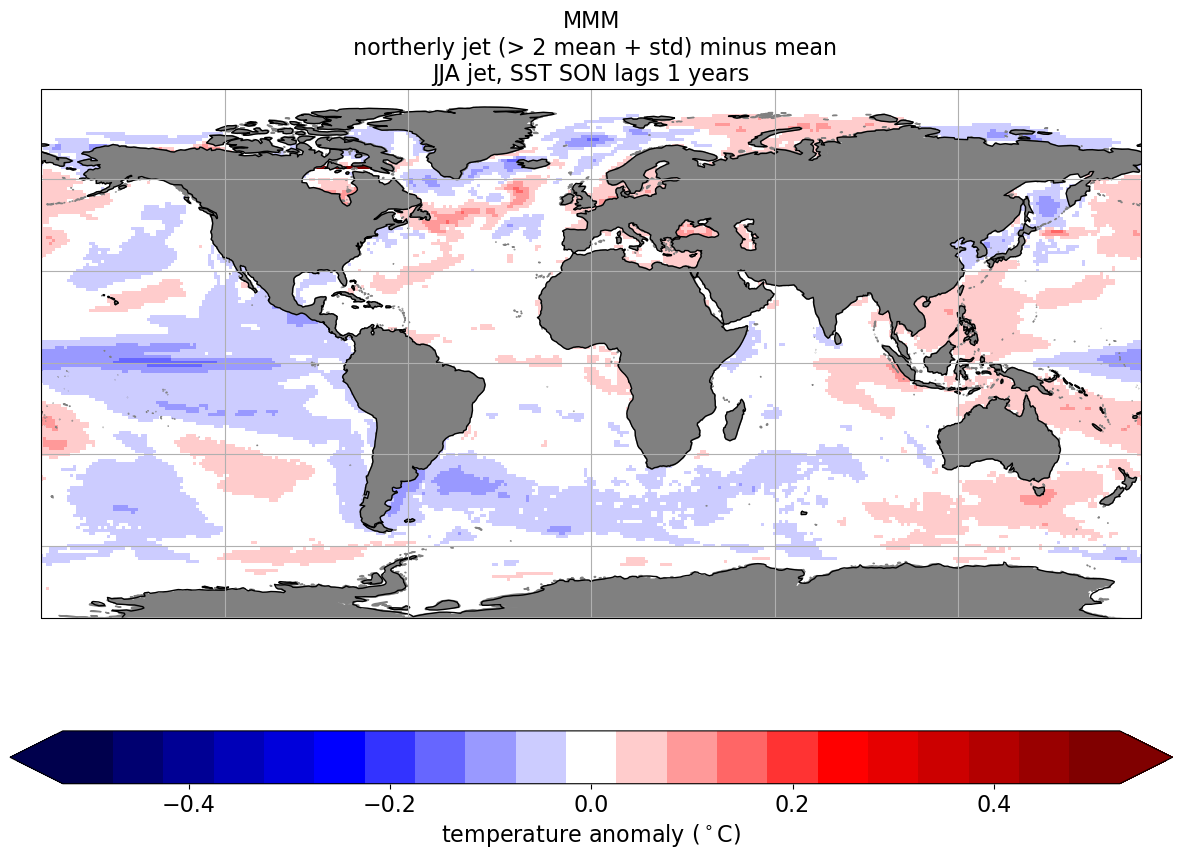 MMM
northerly jet (> 2 mean + std) minus mean
JJA jet, SST SON lags 1 years
−0.4 −0.2 0.0 0.2 0.4
temperature anomaly (°C)